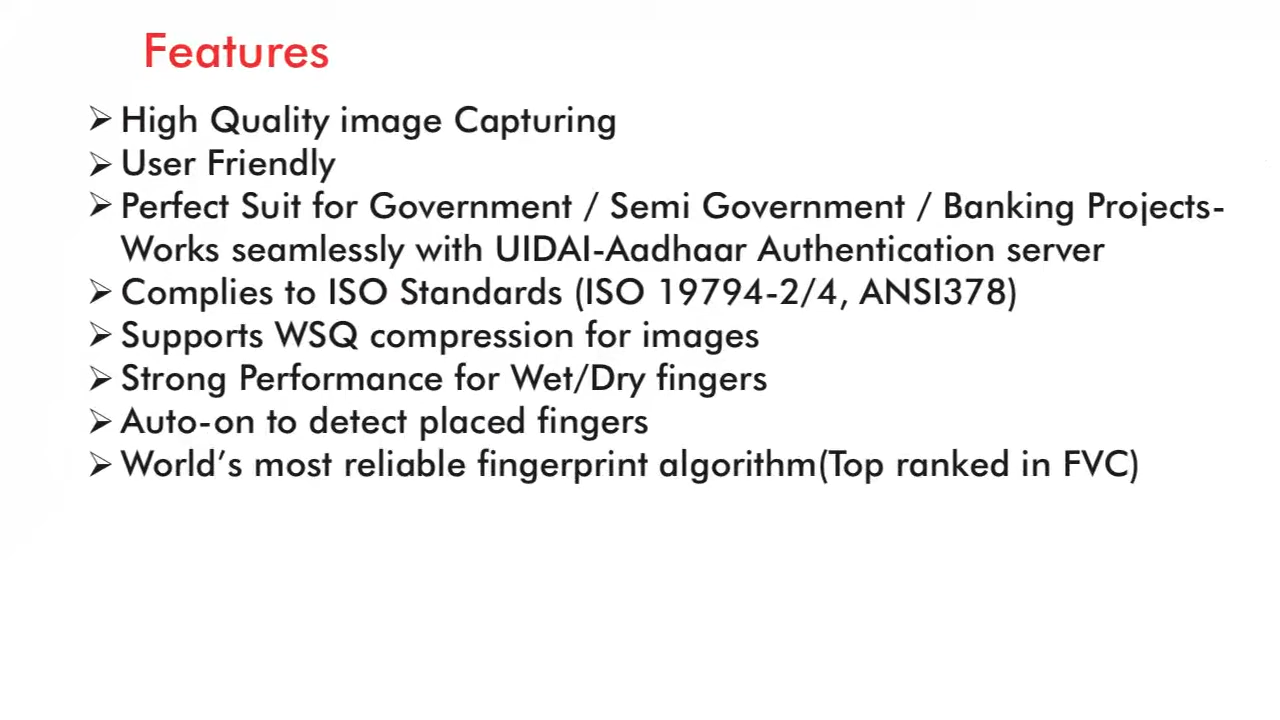 Features
➢ High Quality image Capturing
➢ User Friendly
➢ Perfect Suit for Government / Semi Government / Banking Projects-
Works seamlessly with UIDAI-Aadhaar Authentication server
➢ Complies to ISO Standards (ISO 19794-2/4, ANSI378)
➢ Supports WSQ compression for images
➢ Strong Performance for Wet/Dry fingers
➢ Auto-on to detect placed fingers
➢ World’s most reliable fingerprint algorithm(Top ranked in FVC)